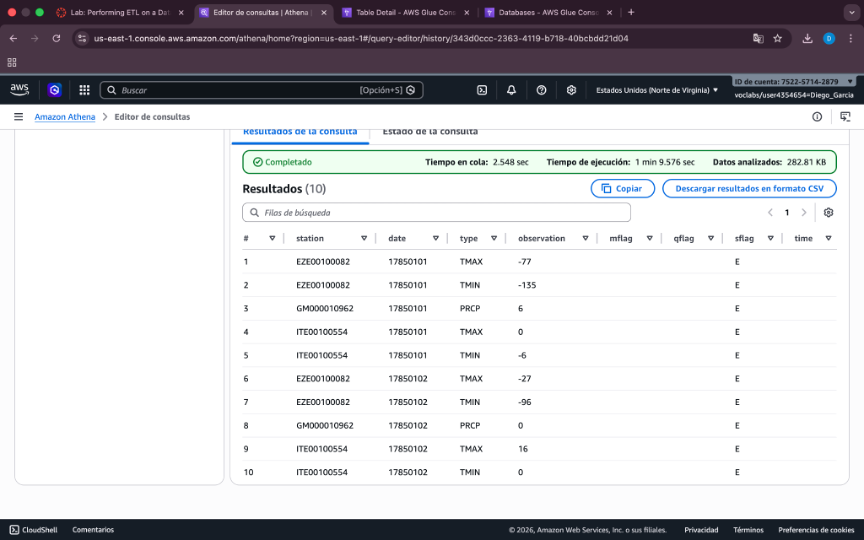 Lab: Performing ETL on a Dat
Editor de consultas | Athena
Table Detail - AWS Glue Cons
Databases - AWS Glue Consol
us-east-1.console.aws.amazon.com/athena/home?region=us-east-1#/query-editor/history/343d0ccc-2363-4119-b718-40bcbdd21d04
D
aws
Buscar
[Opción+S]
Estados Unidos (Norte de Virginia)
ID de cuenta: 7522-5714-2879
voclabs/user4354654=Diego_Garcia
Amazon Athena > Editor de consultas
Resultados de la consulta
Estado de la consulta
Completado
Tiempo en cola: 2.548 sec
Tiempo de ejecución: 1 min 9.576 sec
Datos analizados: 282.81 KB
Resultados (10)
Copiar
Descargar resultados en formato CSV
Filas de búsqueda
1
# station date type observation mflag qflag sflag time
1 EZE00100082 17850101 TMAX -77 E
2 EZE00100082 17850101 TMIN -135 E
3 GM000010962 17850101 PRCP 6 E
4 ITE00100554 17850101 TMAX 0 E
5 ITE00100554 17850101 TMIN -6 E
6 EZE00100082 17850102 TMAX -27 E
7 EZE00100082 17850102 TMIN -96 E
8 GM000010962 17850102 PRCP 0 E
9 ITE00100554 17850102 TMAX 16 E
10 ITE00100554 17850102 TMIN 0 E
CloudShell
Comentarios
© 2026, Amazon Web Services, Inc. o sus filiales.
Privacidad
Términos
Preferencias de cookies